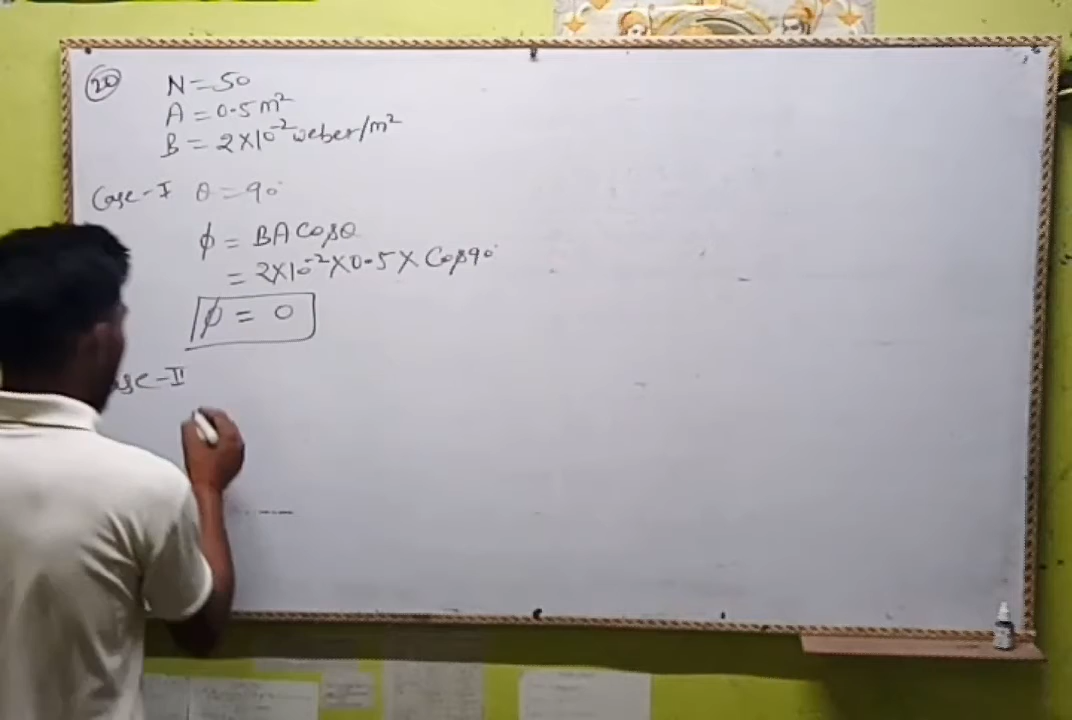 20 N = 50
A = 0.5 m²
B = 2×10⁻² weber/m²
Case-I θ = 90°
ϕ = BA Cosθ
= 2×10⁻² × 0.5 × Cos90°
ϕ = 0
ase-II